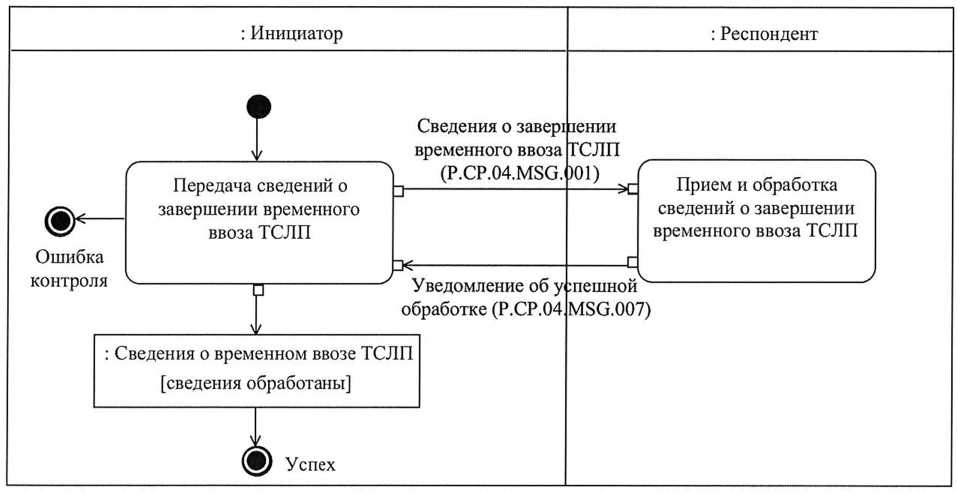 : Инициатор
: Респондент
Сведения о завершении
временного ввоза ТСЛП
(P.CP.04.MSG.001)
Передача сведений о
завершении временного
ввоза ТСЛП
Прием и обработка
сведений о завершении
временного ввоза ТСЛП
Ошибка
контроля
Уведомление об успешной
обработке (P.CP.04.MSG.007)
: Сведения о временном ввозе ТСЛП
[сведения обработаны]
Успех